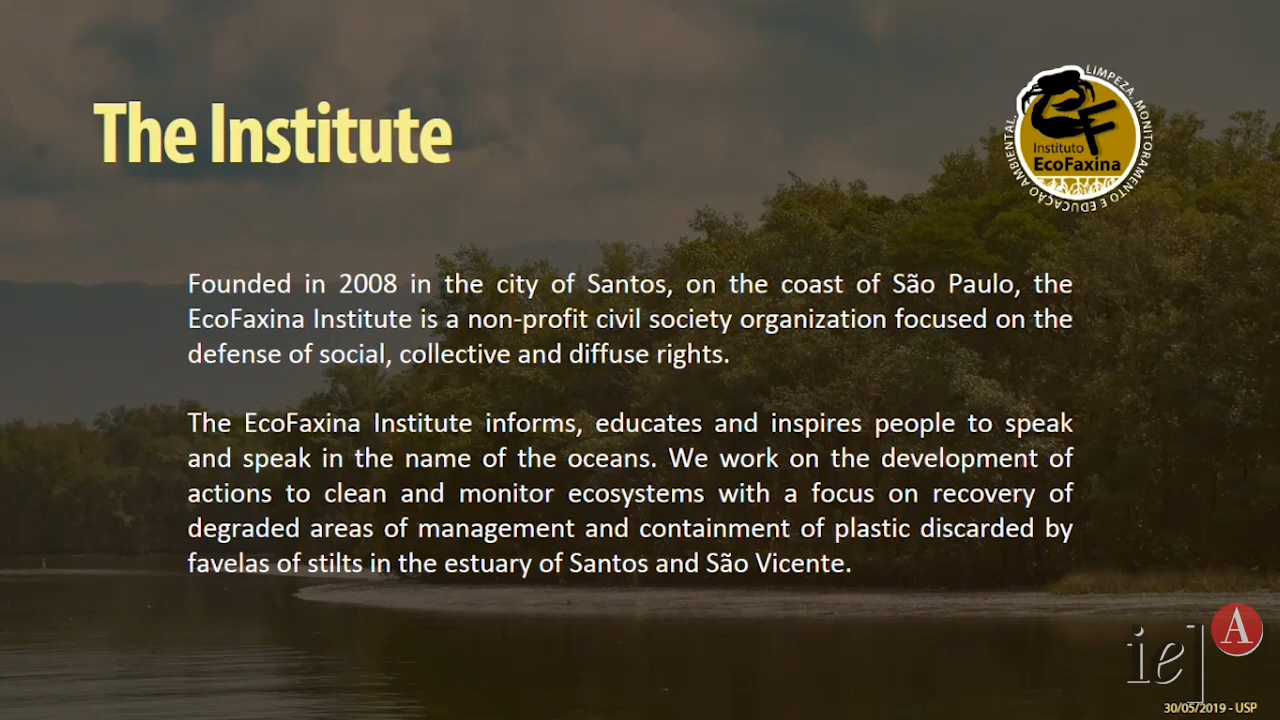 The Institute
LIMPEZA, MONITORAMENTO E EDUCAÇÃO AMBIENTAL.
EF
Instituto
EcoFaxina
Founded in 2008 in the city of Santos, on the coast of São Paulo, the
EcoFaxina Institute is a non-profit civil society organization focused on the
defense of social, collective and diffuse rights.
The EcoFaxina Institute informs, educates and inspires people to speak
and speak in the name of the oceans. We work on the development of
actions to clean and monitor ecosystems with a focus on recovery of
degraded areas of management and containment of plastic discarded by
favelas of stilts in the estuary of Santos and São Vicente.
ieA
30/05/2019 - USP